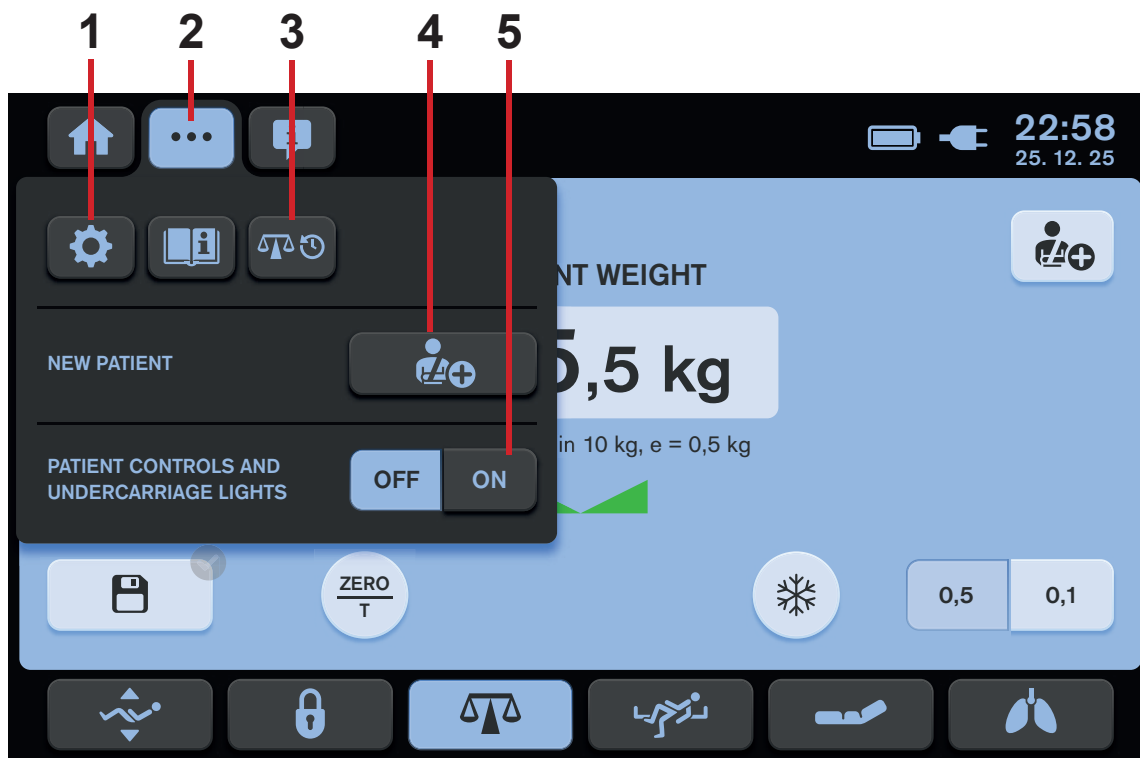 1 2 3 4 5
22:58
25. 12. 25
NT WEIGHT
NEW PATIENT
5,5 kg
in 10 kg, e = 0,5 kg
PATIENT CONTROLS AND
UNDERCARRIAGE LIGHTS
OFF ON
ZERO
T
0,5 0,1